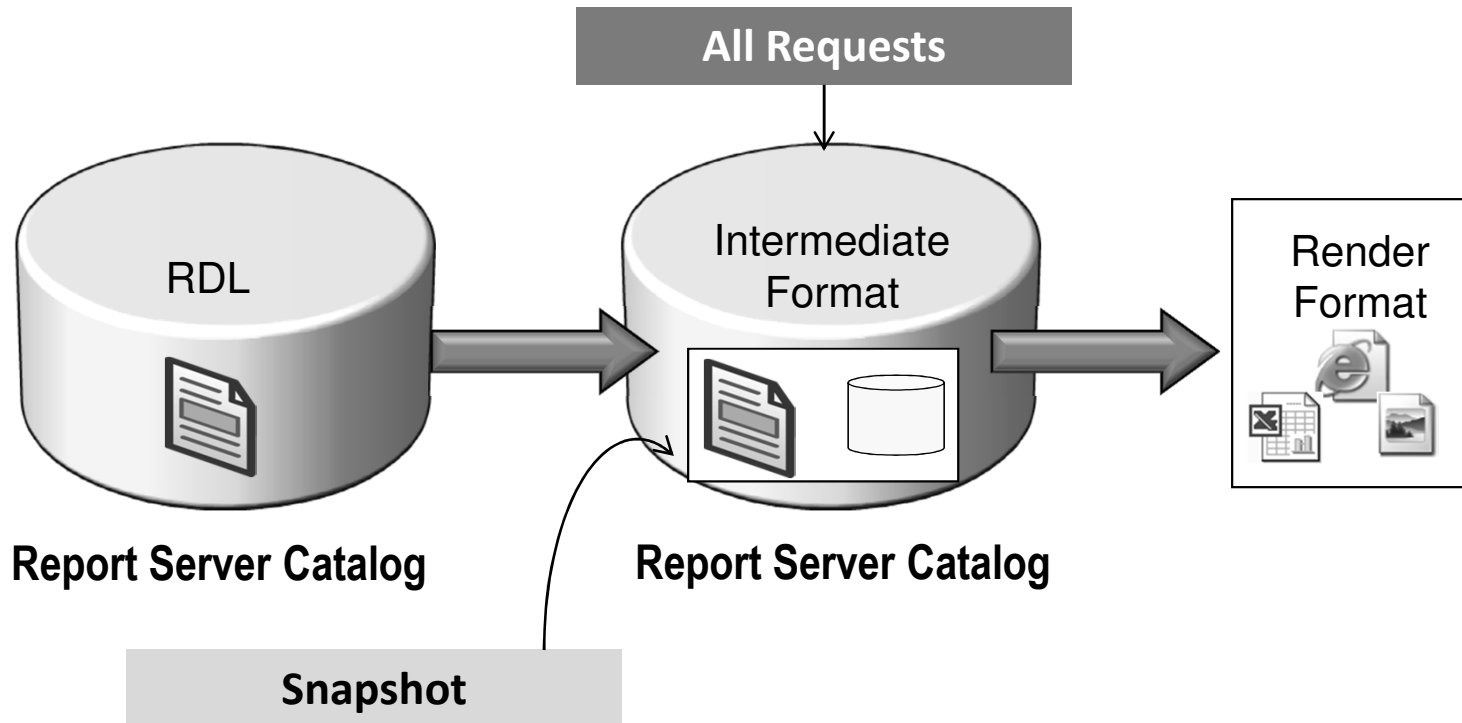 All Requests
RDL
Intermediate
Format
Render
Format
Report Server Catalog
Report Server Catalog
Snapshot